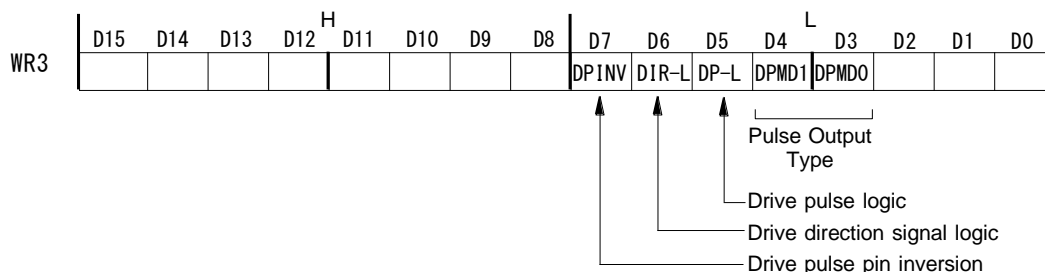 H L
D15 D14 D13 D12 D11 D10 D9 D8 D7 D6 D5 D4 D3 D2 D1 D0
WR3 DPINV DIR-L DP-L DPMD1 DPMD0
Pulse Output
Type
Drive pulse logic
Drive direction signal logic
Drive pulse pin inversion